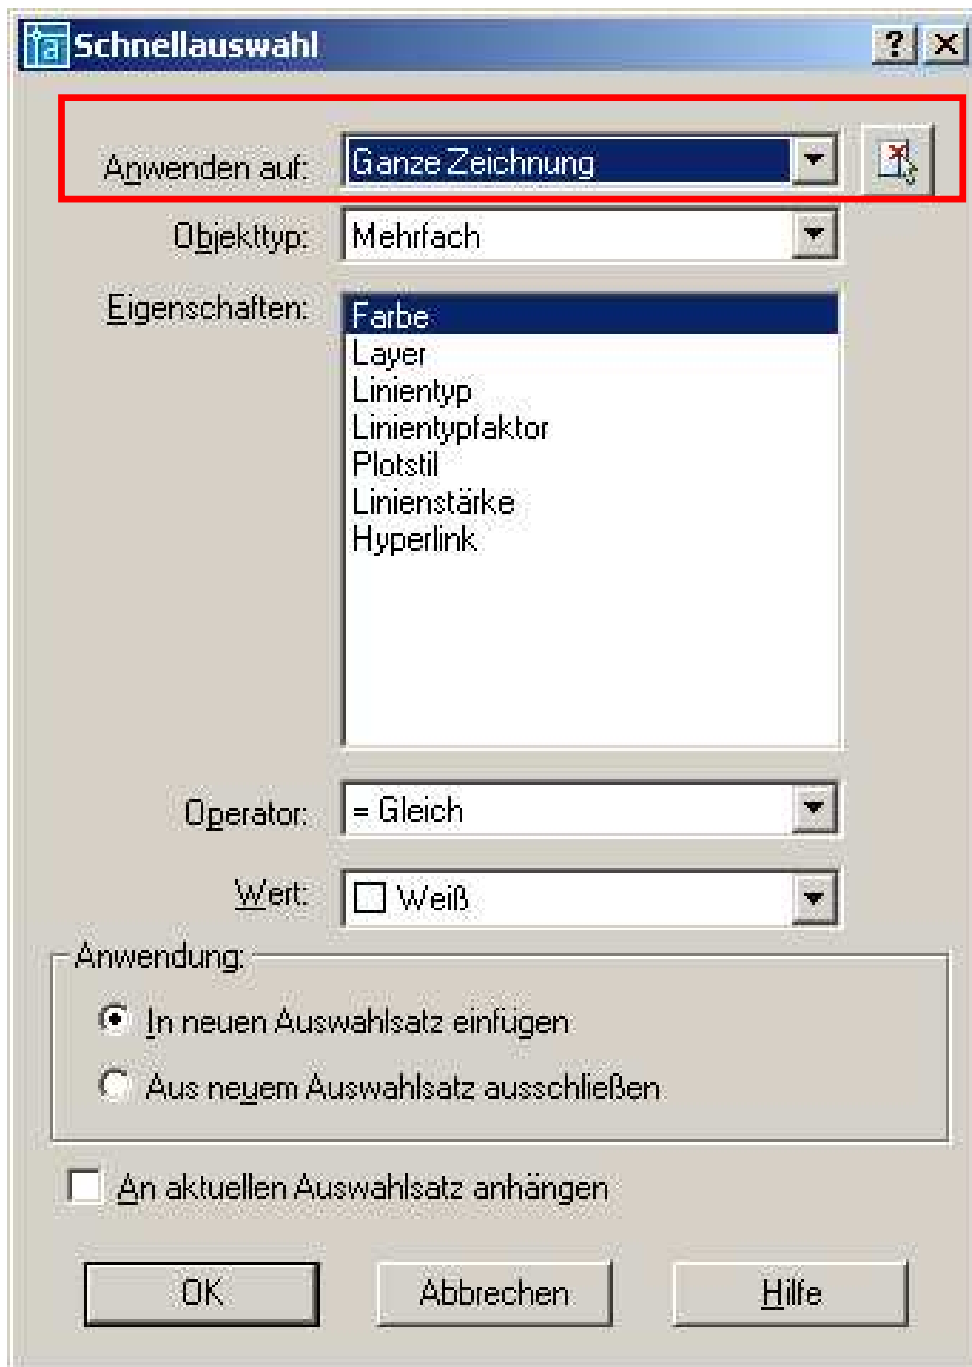 Schnellauswahl
Anwenden auf: Ganze Zeichnung
Objekttyp: Mehrfach
Eigenschaften: Farbe
Layer
Linientyp
Linientypfaktor
Plotstil
Linienstärke
Hyperlink
Operator: = Gleich
Wert: Weiß
Anwendung:
In neuen Auswahlsatz einfügen
Aus neuem Auswahlsatz ausschließen
An aktuellen Auswahlsatz anhängen
OK Abbrechen Hilfe